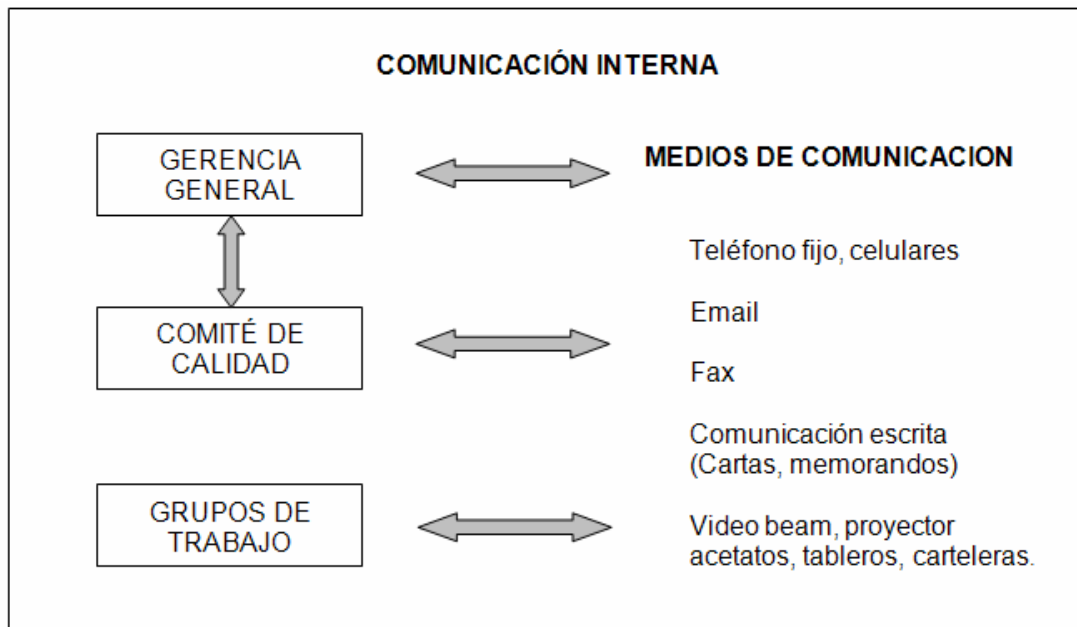 COMUNICACIÓN INTERNA
GERENCIA
GENERAL
MEDIOS DE COMUNICACION
Teléfono fijo, celulares
COMITÉ DE
CALIDAD
Email
Fax
Comunicación escrita
(Cartas, memorandos)
GRUPOS DE
TRABAJO
Video beam, proyector
acetatos, tableros, carteleras.